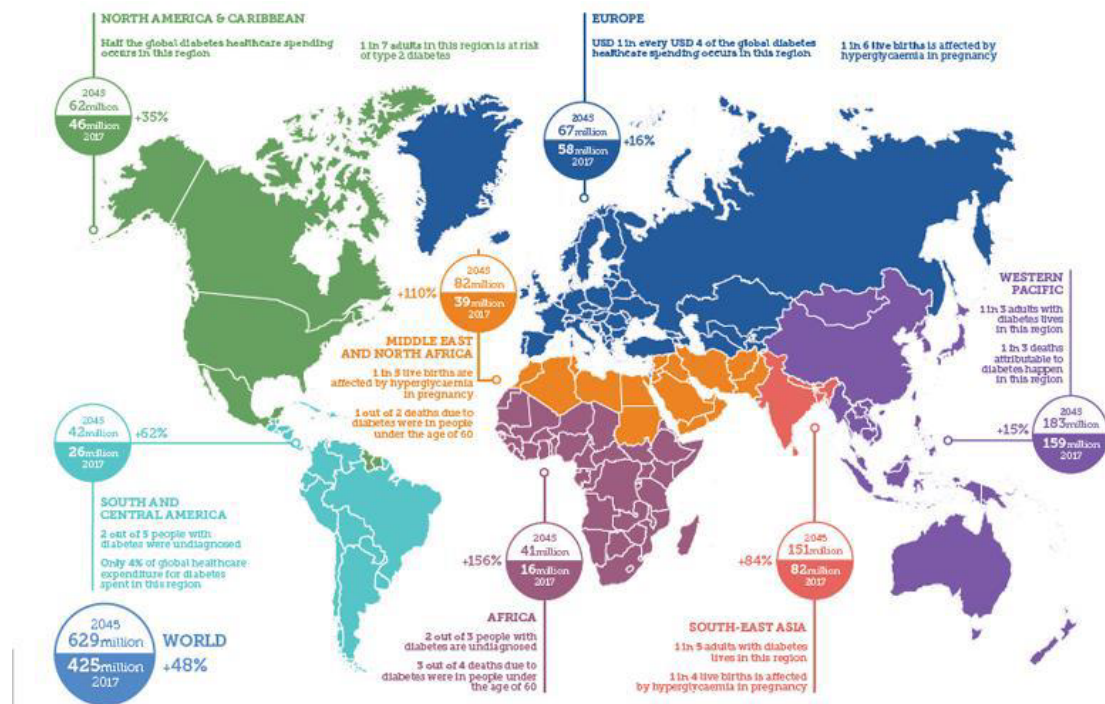 NORTH AMERICA & CARIBBEAN
Half the global diabetes healthcare spending
occurs in this region
1 in 7 adults in this region is at risk
of type 2 diabetes
2045
62million
46million
2017
+35%
EUROPE
USD 1 in every USD 4 of the global diabetes
healthcare spending occurs in this region
1 in 6 live births is affected by
hyperglycaemia in pregnancy
2045
67million
58million
2017
+16%
2045
82million
39million
2017
+110%
MIDDLE EAST
AND NORTH AFRICA
1 in 5 live births are
affected by hyperglycaemia
in pregnancy
1 out of 2 deaths due to
diabetes were in people
under the age of 60
WESTERN
PACIFIC
1 in 3 adults with
diabetes lives
in this region
1 in 3 deaths
attributable to
diabetes happen
in this region
2045
183million
159million
2017
+15%
2045
42million
26million
2017
+62%
SOUTH AND
CENTRAL AMERICA
2 out of 5 people with
diabetes were undiagnosed
Only 4% of global healthcare
expenditure for diabetes
spent in this region
2045
41million
16million
2017
+156%
AFRICA
2 out of 3 people with
diabetes are undiagnosed
3 out of 4 deaths due to
diabetes were in people under
the age of 60
2045
151million
82million
2017
+84%
SOUTH-EAST ASIA
1 in 5 adults with diabetes
lives in this region
1 in 4 live births is affected
by hyperglycaemia in pregnancy
2045
629million
425million
2017
WORLD
+48%